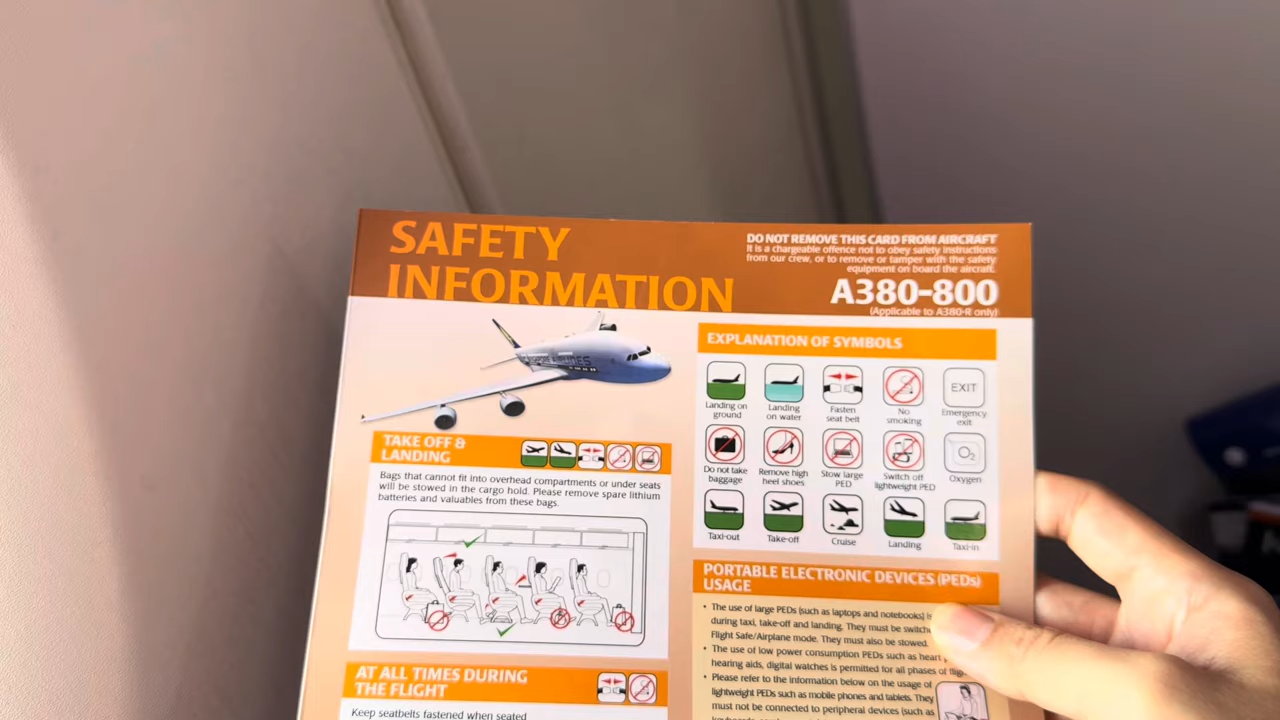 SAFETY
INFORMATION
DO NOT REMOVE THIS CARD FROM AIRCRAFT
It is a chargeable offence not to obey safety instructions
from our crew, or to remove or tamper with the safety
equipment on board the aircraft.
A380-800
(Applicable to A380-R only)
EXPLANATION OF SYMBOLS
Landing on
ground
Landing
on water
Fasten
seat belt
No
smoking
EXIT
Emergency
exit
Do not take
baggage
Remove high
heel shoes
Stow large
PED
Switch off
lightweight PED
O2
Oxygen
Taxi-out
Take-off
Cruise
Landing
Taxi-in
TAKE OFF &
LANDING
Bags that cannot fit into overhead compartments or under seats
will be stowed in the cargo hold. Please remove spare lithium
batteries and valuables from these bags.
AT ALL TIMES DURING
THE FLIGHT
Keep seatbelts fastened when seated
PORTABLE ELECTRONIC DEVICES (PEDs)
USAGE
• The use of large PEDs (such as laptops and notebooks)
during taxi, take-off and landing. They must be
Flight Safe/Airplane mode. They must also be stowed.
• The use of low power consumption PEDs such as heart
hearing aids, digital watches is permitted for all phases of
• Please refer to the information below on the usage of
lightweight PEDs such as mobile phones and tablets. They
must not be connected to peripheral devices (such as